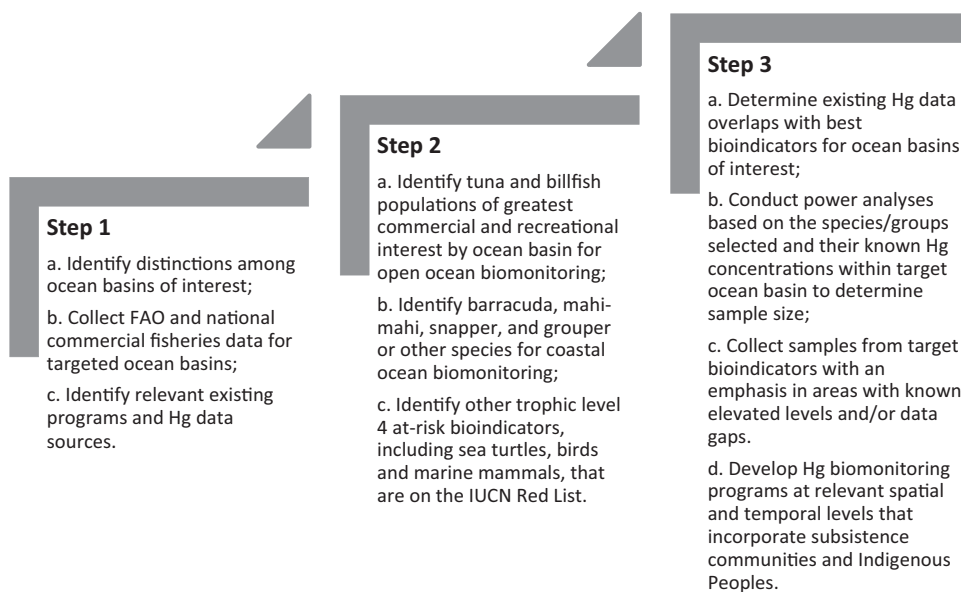 Step 1
a. Identify distinctions among
ocean basins of interest;
b. Collect FAO and national
commercial fisheries data for
targeted ocean basins;
c. Identify relevant existing
programs and Hg data
sources.
Step 2
a. Identify tuna and billfish
populations of greatest
commercial and recreational
interest by ocean basin for
open ocean biomonitoring;
b. Identify barracuda, mahi-
mahi, snapper, and grouper
or other species for coastal
ocean biomonitoring;
c. Identify other trophic level
4 at-risk bioindicators,
including sea turtles, birds
and marine mammals, that
are on the IUCN Red List.
Step 3
a. Determine existing Hg data
overlaps with best
bioindicators for ocean basins
of interest;
b. Conduct power analyses
based on the species/groups
selected and their known Hg
concentrations within target
ocean basin to determine
sample size;
c. Collect samples from target
bioindicators with an
emphasis in areas with known
elevated levels and/or data
gaps.
d. Develop Hg biomonitoring
programs at relevant spatial
and temporal levels that
incorporate subsistence
communities and Indigenous
Peoples.